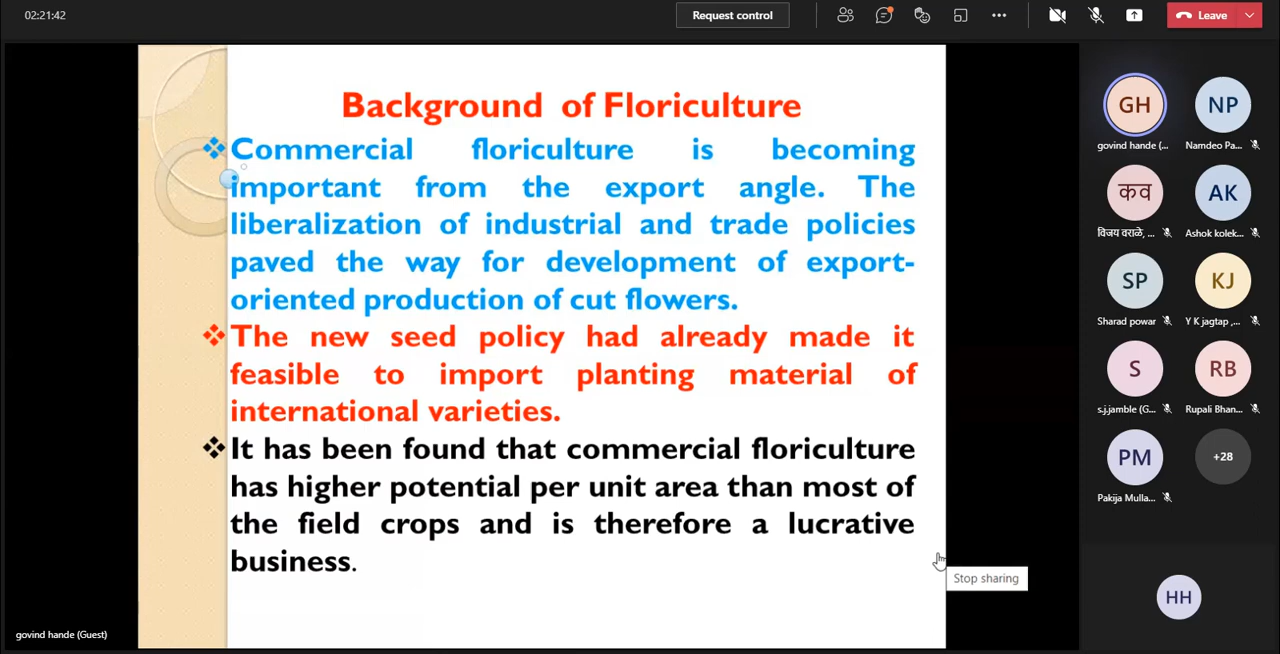 02:21:42
Request control
Leave
Background of Floriculture
Commercial floriculture is becoming
important from the export angle. The
liberalization of industrial and trade policies
paved the way for development of export-
oriented production of cut flowers.
The new seed policy had already made it
feasible to import planting material of
international varieties.
It has been found that commercial floriculture
has higher potential per unit area than most of
the field crops and is therefore a lucrative
business.
Stop sharing
govind hande (Guest)
GH
NP
govind hande (...
Namdeo Pa...
कव
AK
विजय वराळे, ...
Ashok kolek...
SP
KJ
Sharad powar
Y K jagtap ,...
S
RB
s.j.jamble (G...
Rupali Bhan...
PM
+28
Pakija Mulla...
HH